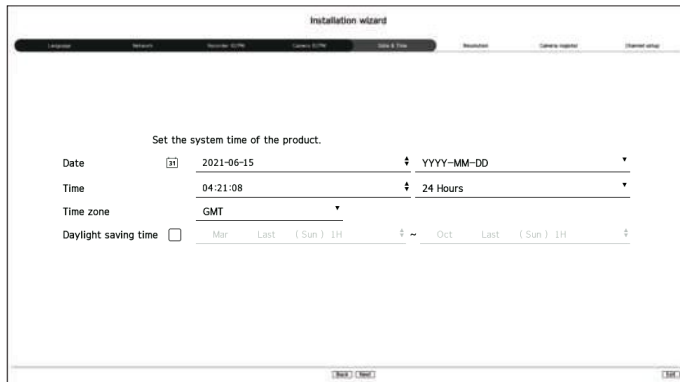 Installation wizard
Language Network Recorder ID/PW Camera ID/PW Date & Time Resolution Camera register Channel setup
Set the system time of the product.
Date 31 2021-06-15 YYYY-MM-DD
Time 04:21:08 24 Hours
Time zone GMT
Daylight saving time Mar Last ( Sun ) 1H ~ Oct Last ( Sun ) 1H
Back Next Exit